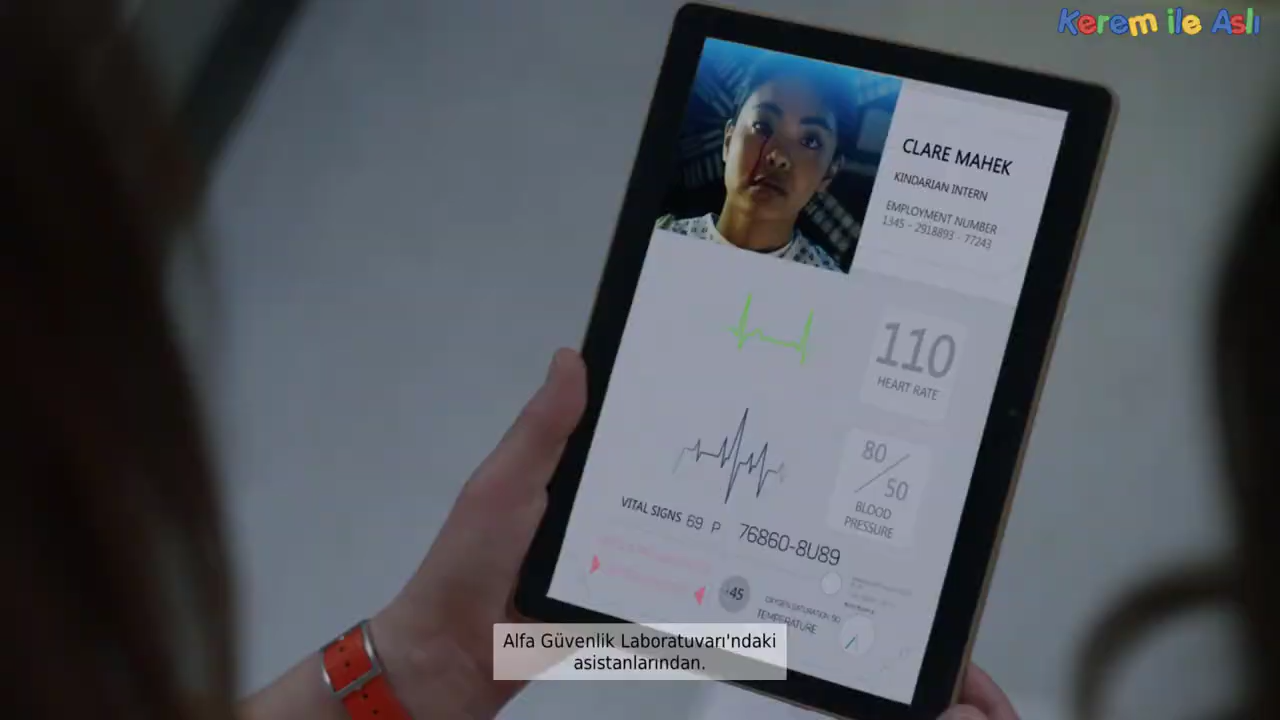 Kerem ile Aslı
CLARE MAHEK
KINDARIAN INTERN
EMPLOYMENT NUMBER
1345 - 2918893 - 77243
110
HEART RATE
80
50
BLOOD
PRESSURE
VITAL SIGNS 69 P 76860-8U89
45
OXYGEN SATURATION
TEMPERATURE
Alfa Güvenlik Laboratuvarı'ndaki
asistanlarından.